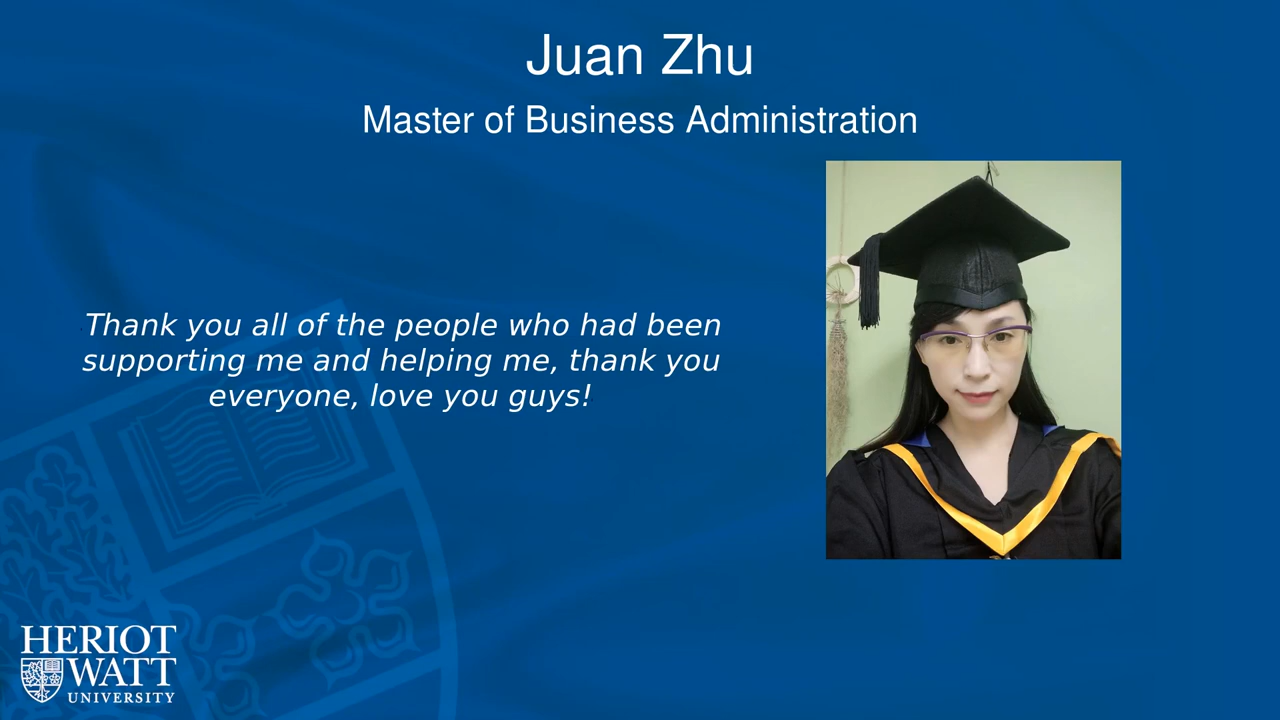 Juan Zhu
Master of Business Administration
Thank you all of the people who had been
supporting me and helping me, thank you
everyone, love you guys!
HERIOT
WATT
UNIVERSITY